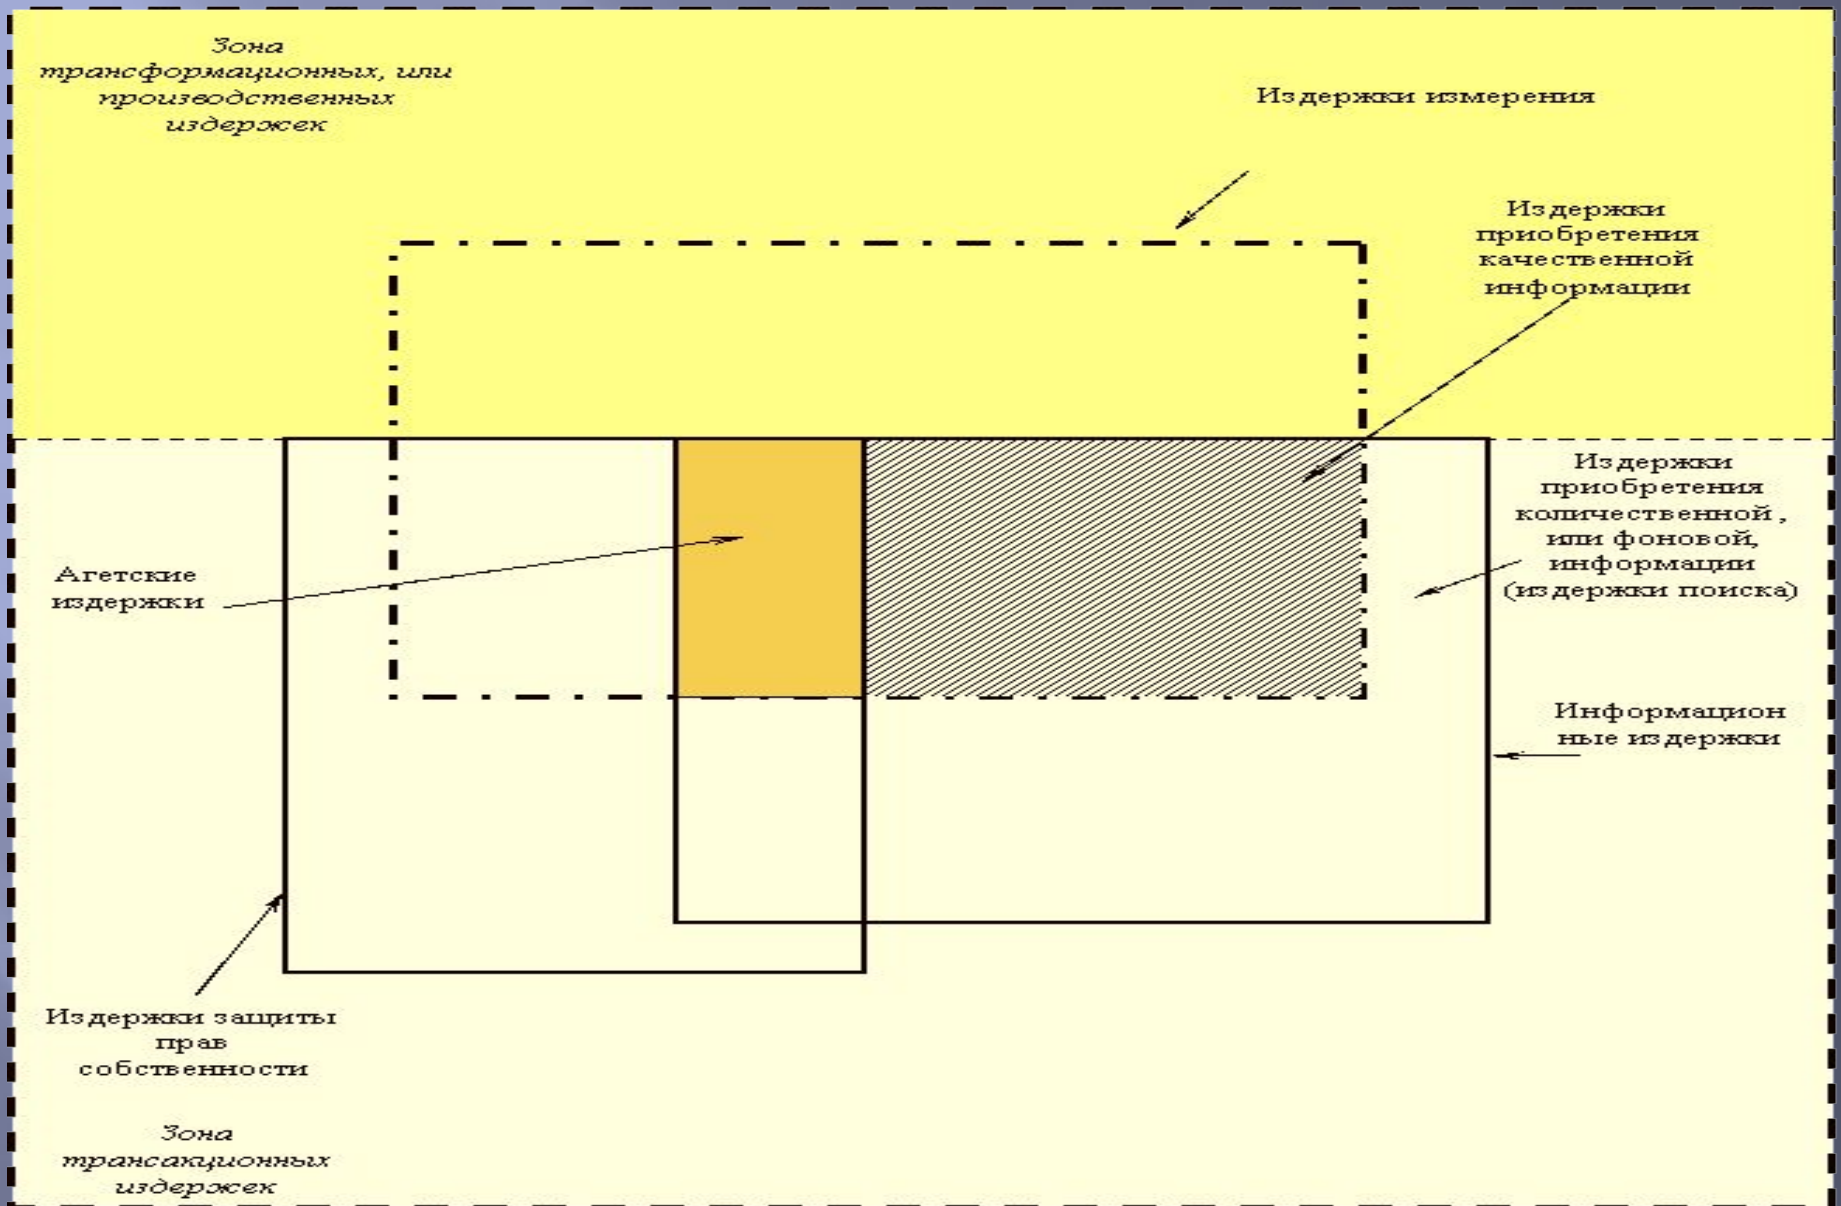 Зона
трансформационных, или
производственных
издержек
Издержки измерения
Издержки
приобретения
качественной
информации
Издержки
приобретения
количественной,
или фоновой,
информации
(издержки поиска)
Агетские
издержки
Информацион
ные издержки
Издержки защиты
прав
собственности
Зона
трансакционных
издержек